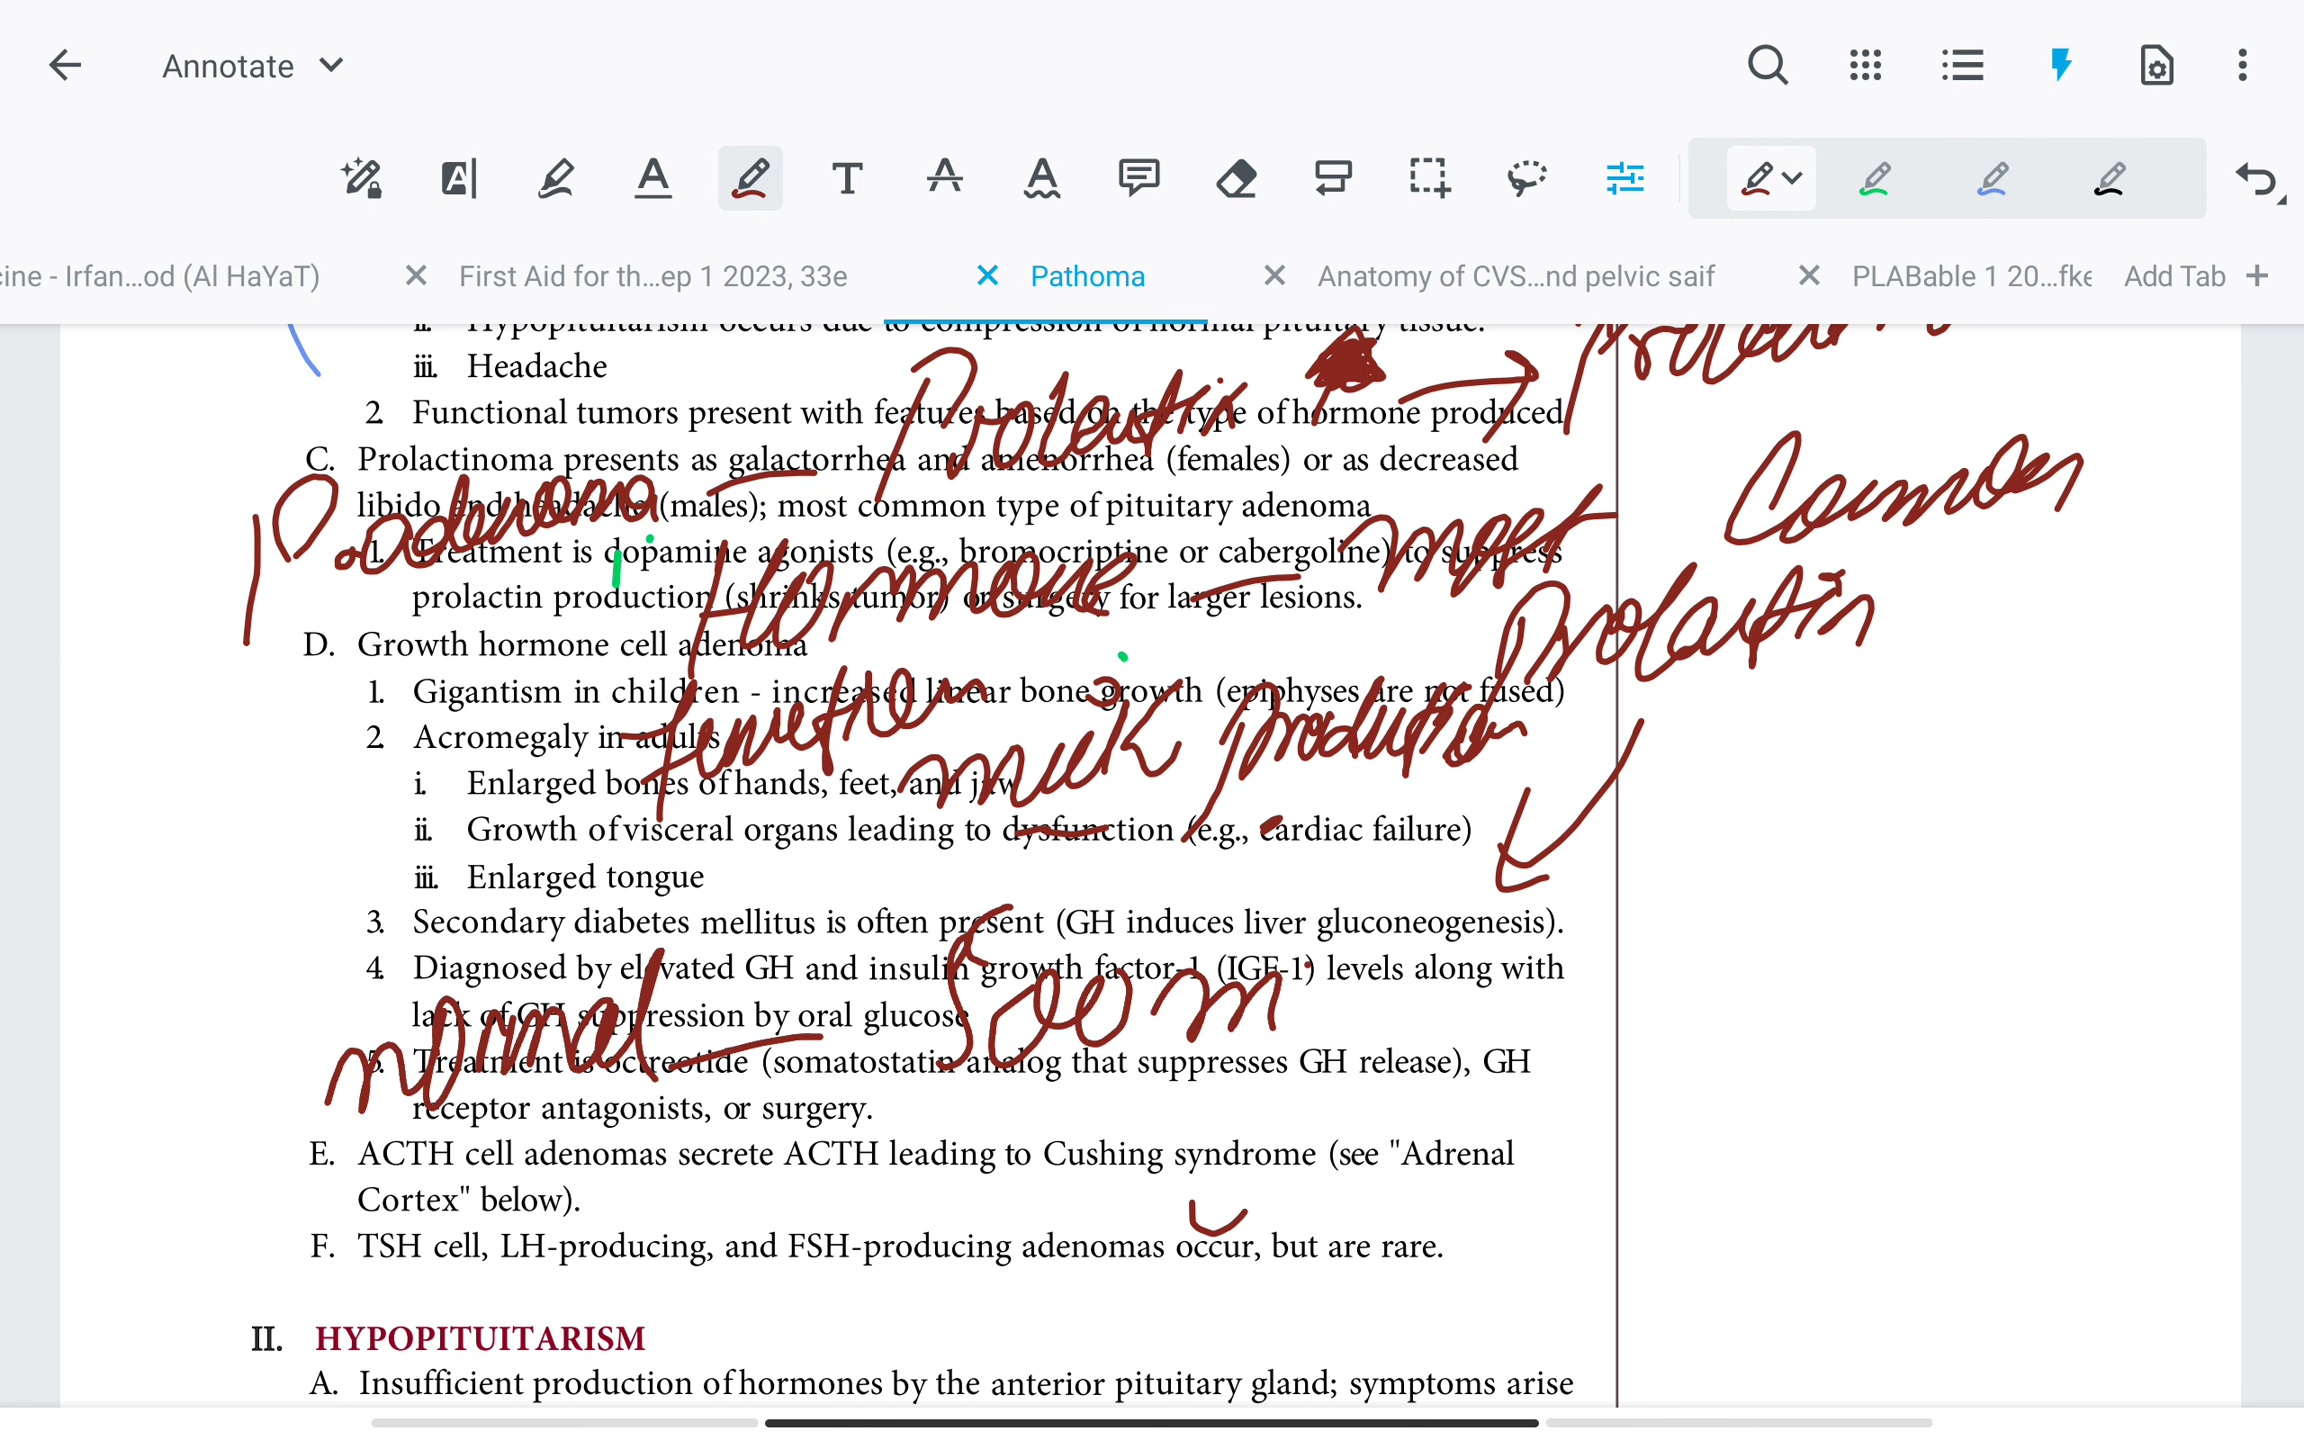 Annotate
cine - Irfan...od (Al HaYaT)
First Aid for th...ep 1 2023, 33e
Pathoma
Anatomy of CVS...nd pelvic saif
PLABable 1 20...fke
Add Tab +
ii. Hypopituitarism occurs due to compression of normal pituitary tissue.
iii. Headache
Prolactin
2. Functional tumors present with features based on the type of hormone produced
C. Prolactinoma presents as galactorrhea and amenorrhea (females) or as decreased
Common
P. adenoma
libido and headache (males); most common type of pituitary adenoma
most
1. Treatment is dopamine agonists (e.g., bromocriptine or cabergoline) to suppress
Hormone
prolactin production (shrinks tumor) or surgery for larger lesions.
Prolactin
D. Growth hormone cell adenoma
1. Gigantism in children - increased linear bone growth (epiphyses are not fused)
2. Acromegaly in adults
milk production
i. Enlarged bones of hands, feet, and jaw
ii. Growth of visceral organs leading to dysfunction (e.g., cardiac failure)
iii. Enlarged tongue
3. Secondary diabetes mellitus is often present (GH induces liver gluconeogenesis).
4. Diagnosed by elevated GH and insulin growth factor-1 (IGF-1) levels along with
lack of GH suppression by oral glucose
normal
5. Treatment is octreotide (somatostatin analog that suppresses GH release), GH
receptor antagonists, or surgery.
E. ACTH cell adenomas secrete ACTH leading to Cushing syndrome (see "Adrenal
Cortex" below).
F. TSH cell, LH-producing, and FSH-producing adenomas occur, but are rare.
II. HYPOPITUITARISM
A. Insufficient production of hormones by the anterior pituitary gland; symptoms arise